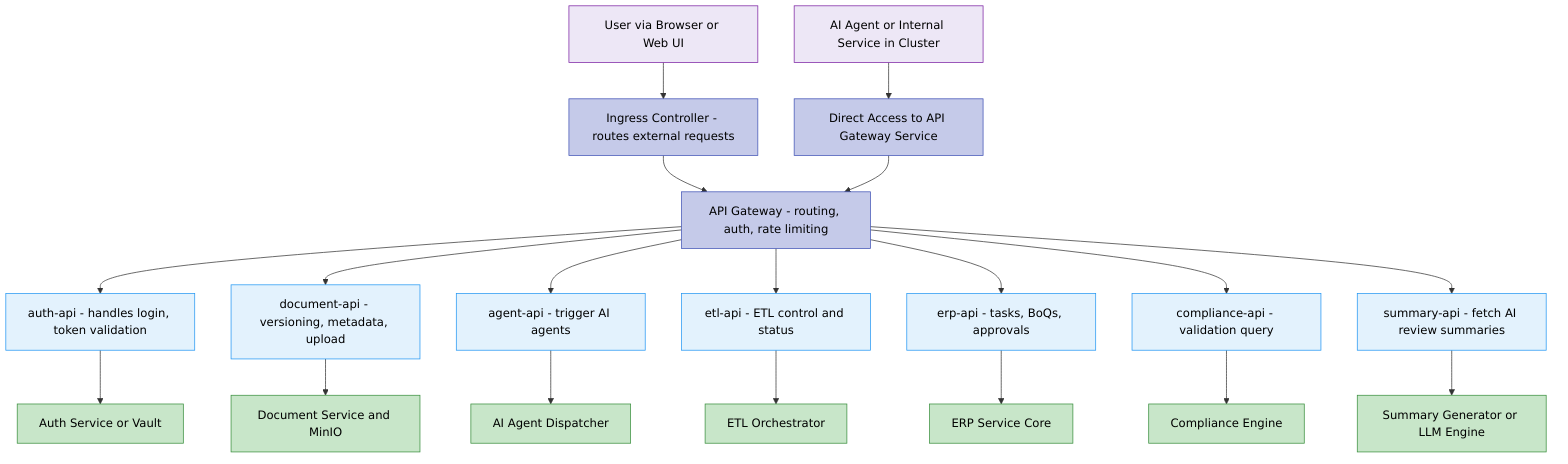 User via Browser or
Web UI
AI Agent or Internal
Service in Cluster
Ingress Controller -
routes external requests
Direct Access to API
Gateway Service
API Gateway - routing,
auth, rate limiting
auth-api - handles login,
token validation
document-api -
versioning, metadata,
upload
agent-api - trigger AI
agents
etl-api - ETL control and
status
erp-api - tasks, BoQs,
approvals
compliance-api -
validation query
summary-api - fetch AI
review summaries
Auth Service or Vault
Document Service and
MinIO
AI Agent Dispatcher
ETL Orchestrator
ERP Service Core
Compliance Engine
Summary Generator or
LLM Engine